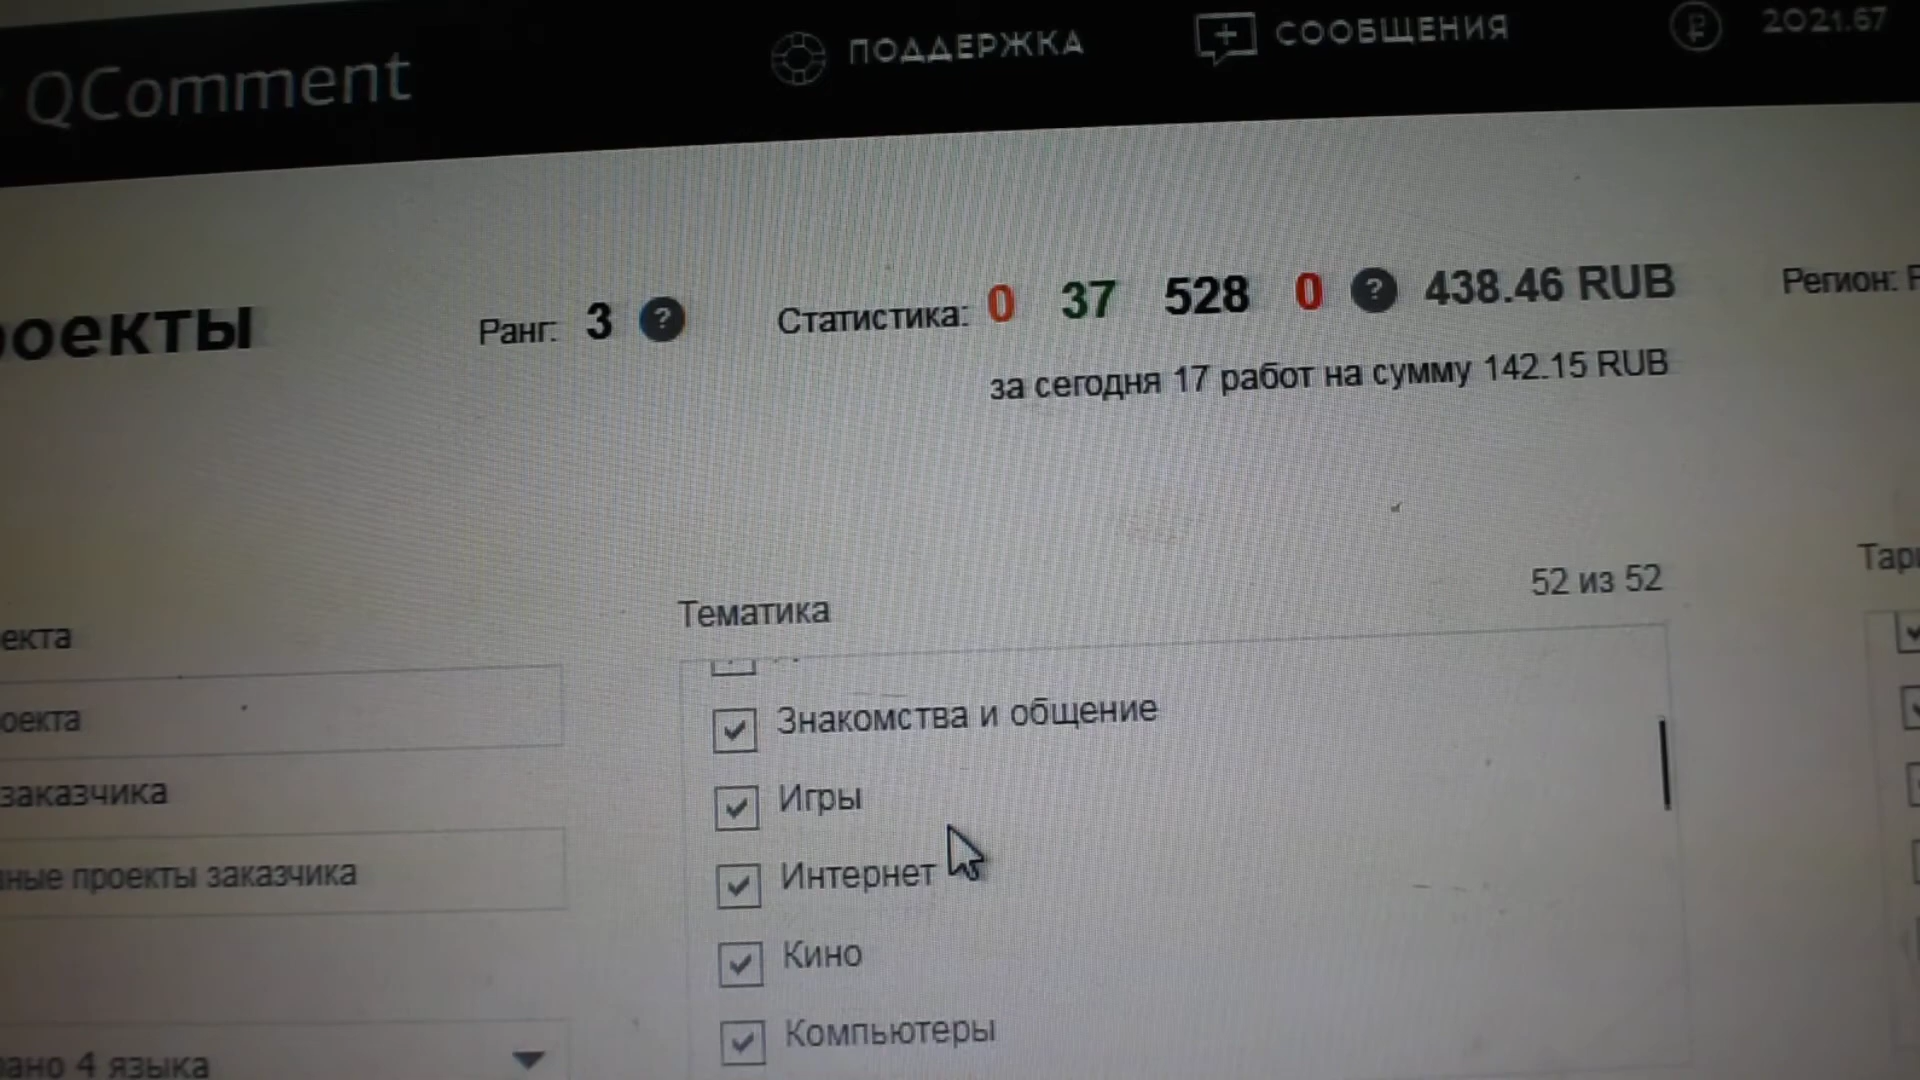 QComment ПОДДЕРЖКА СООБЩЕНИЯ 2021.67
роекты Ранг: 3 ? Статистика: 0 37 528 0 ? 438.46 RUB Регион:
за сегодня 17 работ на сумму 142.15 RUB
52 из 52
Тематика
екта
оекта
Знакомства и общение
заказчика
Игры
ные проекты заказчика
Интернет
Кино
Компьютеры
рано 4 языка